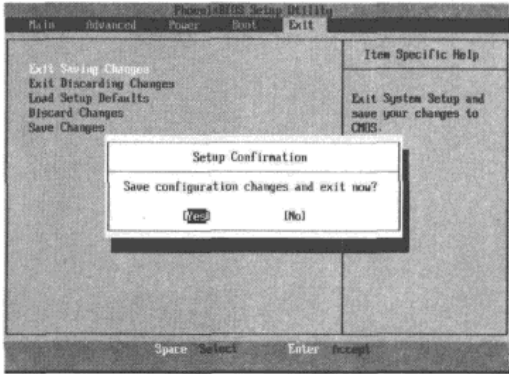 PhoenixBIOS Setup Utility
Main Advanced Power Boot Exit
Item Specific Help
Exit Saving Changes
Exit Discarding Changes
Load Setup Defaults
Discard Changes
Save Changes
Exit System Setup and
save your changes to
CMOS.
Setup Confirmation
Save configuration changes and exit now?
[Yes] [No]
Space Select Enter Accept